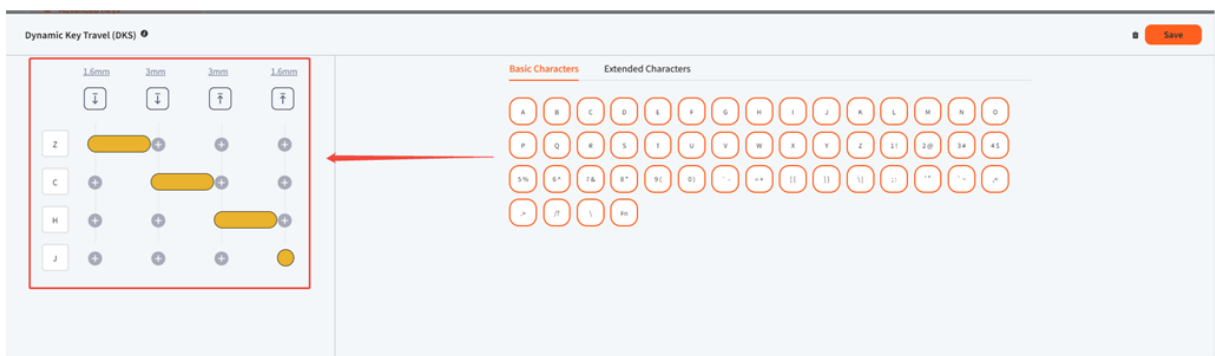 Dynamic Key Travel (DKS)
Save
1.6mm 3mm 3mm 1.6mm
Basic Characters Extended Characters
Z
C
H
J
A B C D E F G H I J K L M N O
P Q R S T U V W X Y Z 1! 2@ 3# 4$
5% 6^ 7& 8* 9( 0)